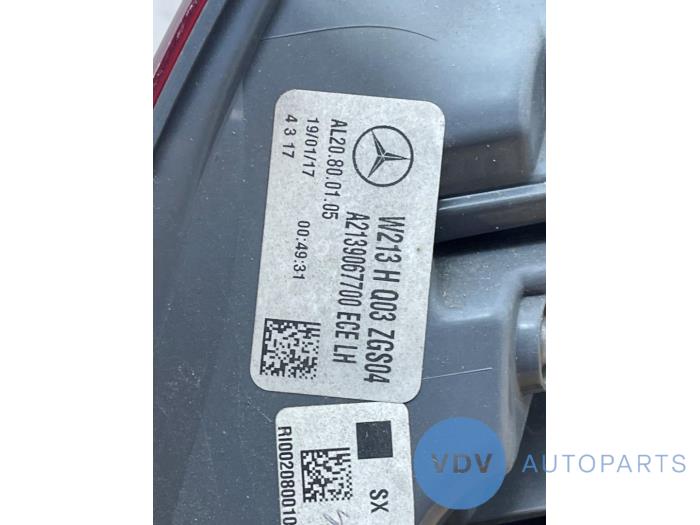 W213 H Q03 ZGS04
A2139067700 ECE LH
AL20.80.01.05
19/01/17 00:49:31
4 3 17
SX
RI002080010
VDV AUTOPARTS